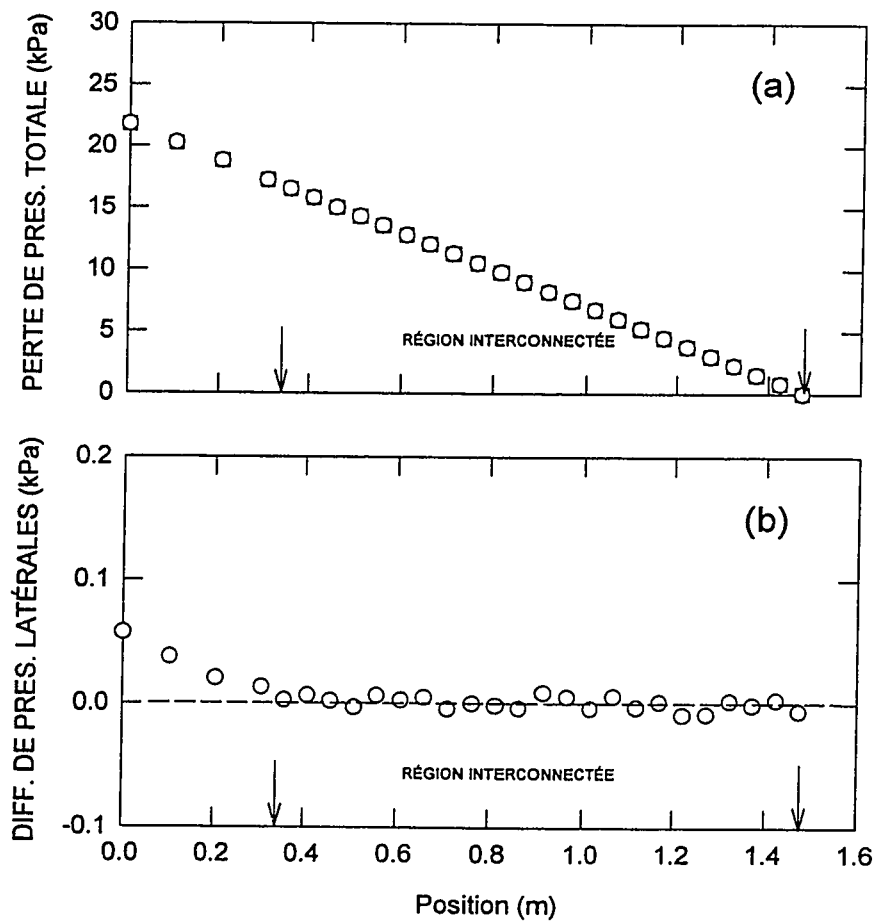 PERTE DE PRES. TOTALE (kPa)
30
25
20
15
10
5
0
(a)
RÉGION INTERCONNECTÉE
DIFF. DE PRES. LATÉRALES (kPa)
0.2
0.1
0.0
-0.1
(b)
RÉGION INTERCONNECTÉE
0.0 0.2 0.4 0.6 0.8 1.0 1.2 1.4 1.6
Position (m)